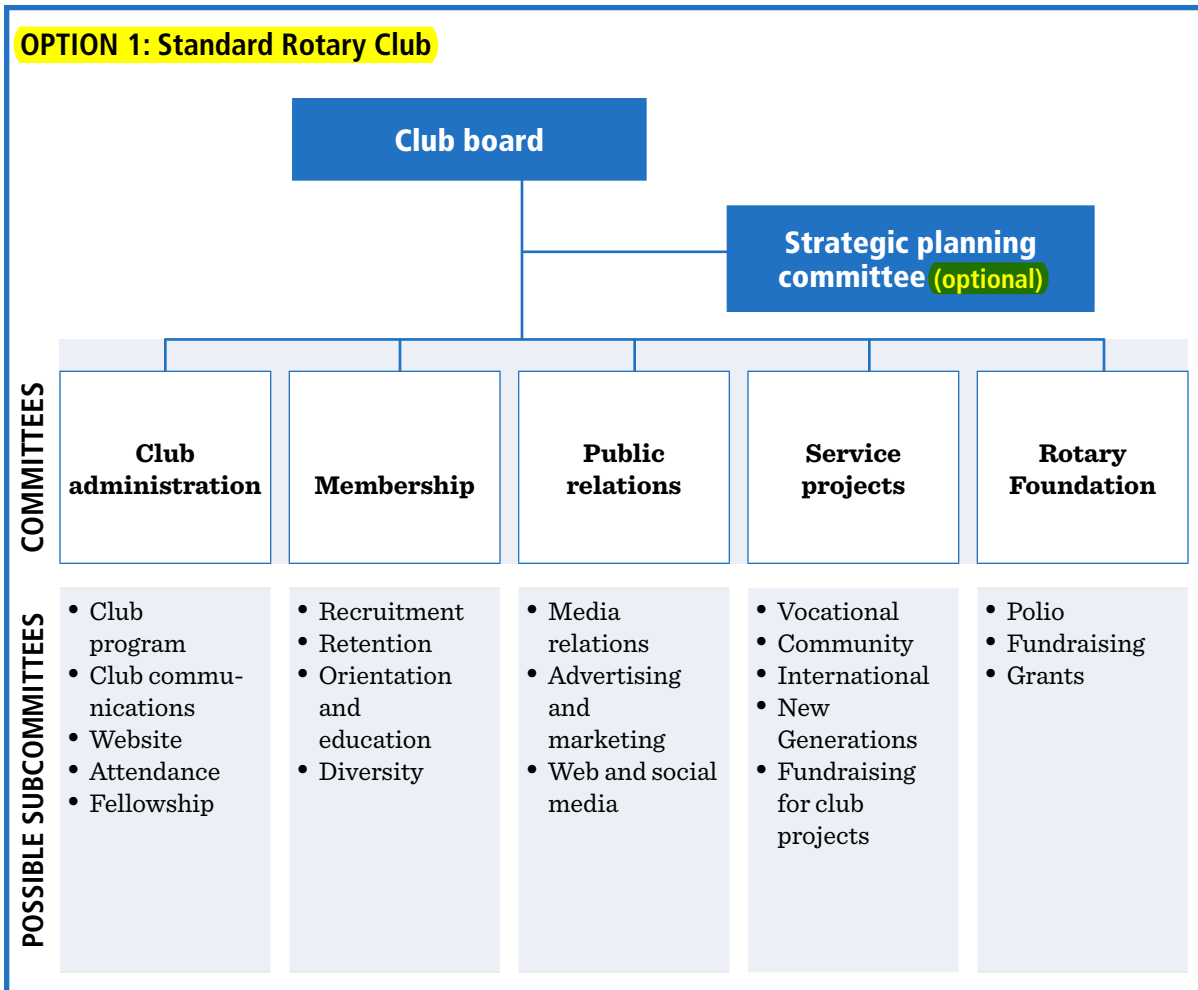 OPTION 1: Standard Rotary Club
Club board
Strategic planning
committee (optional)
COMMITTEES
Club
administration
Membership
Public
relations
Service
projects
Rotary
Foundation
POSSIBLE SUBCOMMITTEES
• Club
program
• Club commu-
nications
• Website
• Attendance
• Fellowship
• Recruitment
• Retention
• Orientation
and
education
• Diversity
• Media
relations
• Advertising
and
marketing
• Web and social
media
• Vocational
• Community
• International
• New
Generations
• Fundraising
for club
projects
• Polio
• Fundraising
• Grants